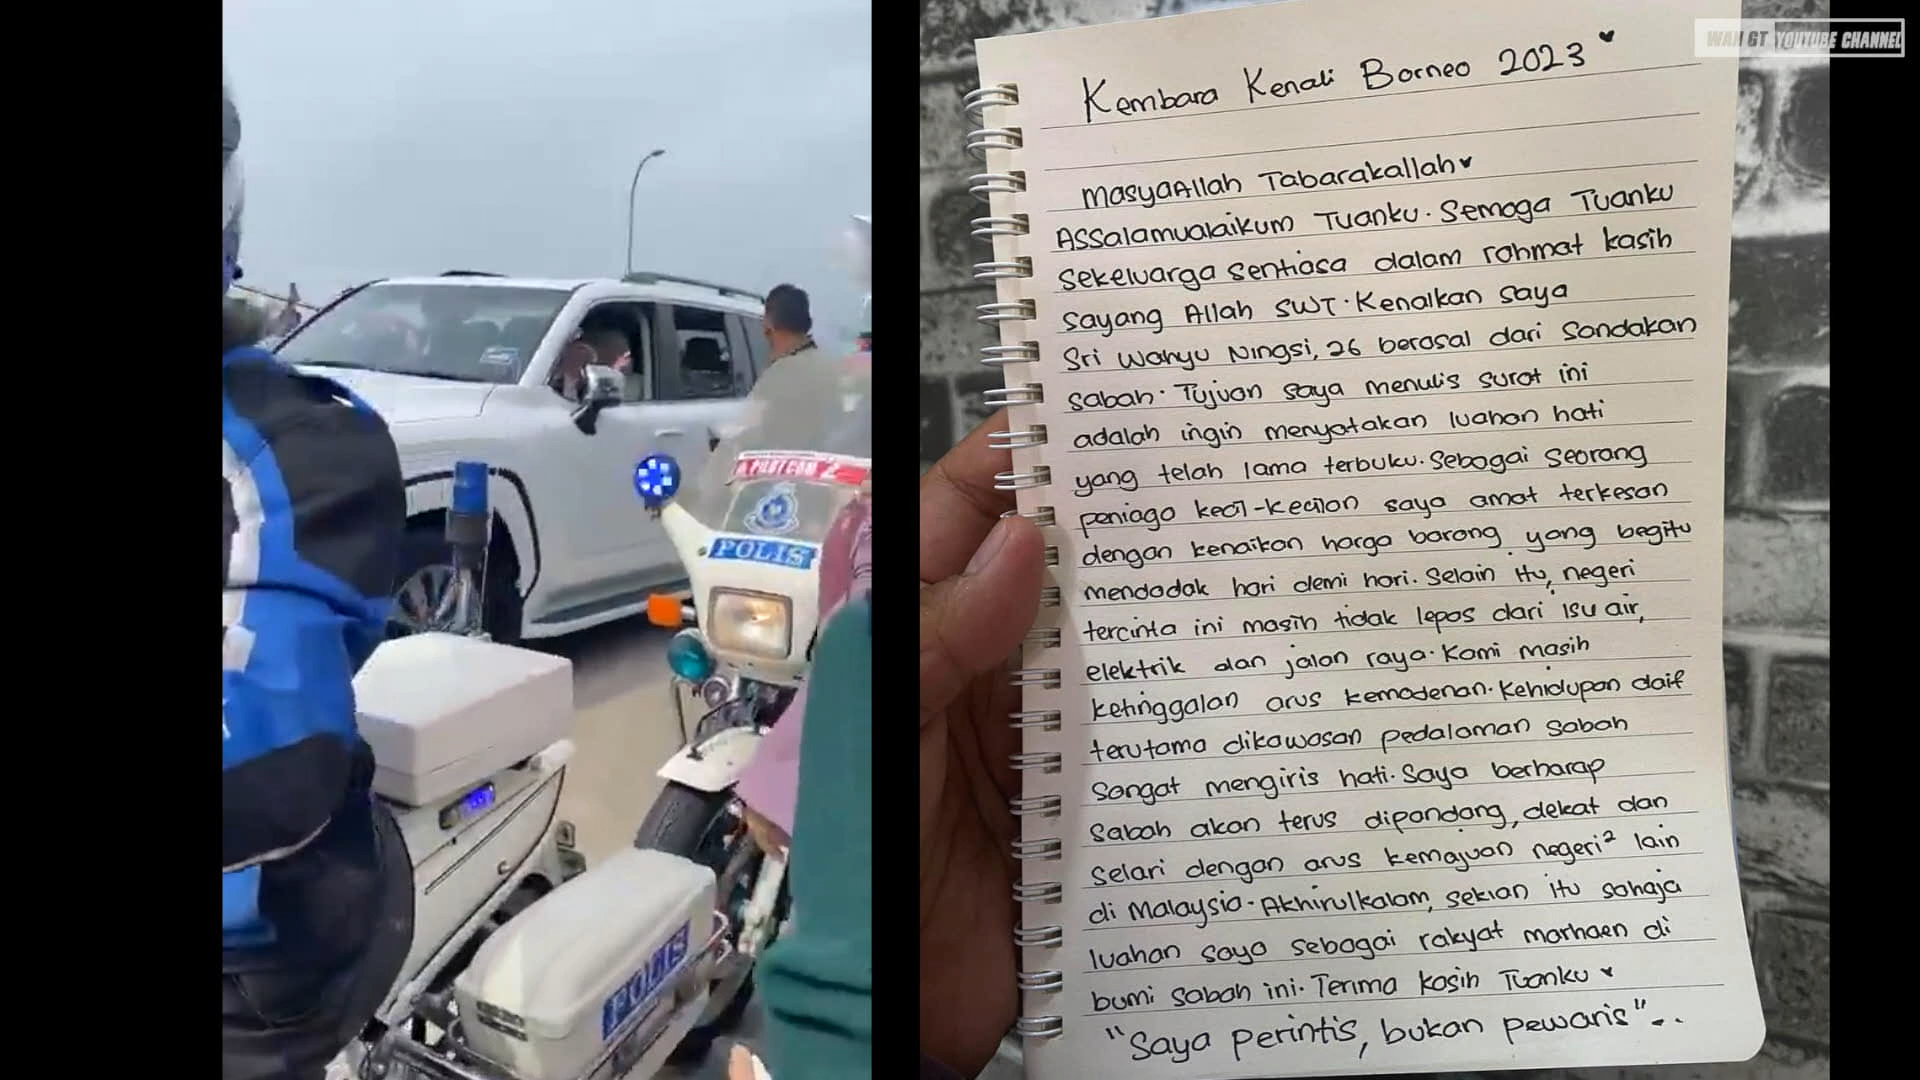 WAN GT YOUTUBE CHANNEL
PILOTCOM 2
POLIS
POLIS
Kembara Kenali Borneo 2023
MasyaAllah Tabarakallah
Assalamualaikum Tuanku. Semoga Tuanku
sekeluarga sentiasa dalam rahmat kasih
sayang Allah SWT. Kenalkan saya
Sri Wahyu Ningsi, 26 berasal dari Sandakan
Sabah. Tujuan saya menulis surat ini
adalah ingin menyatakan luahan hati
yang telah lama terbuku. Sebagai seorang
peniaga kecil-kecilan saya amat terkesan
dengan kenaikan harga barang yang begitu
mendadak hari demi hari. Selain itu, negeri
tercinta ini masih tidak lepas dari isu air,
elektrik dan jalan raya. Kami masih
ketinggalan arus kemodenan. Kehidupan daif
terutama dikawasan pedalaman Sabah
sangat mengiris hati. Saya berharap
Sabah akan terus dipandang, dekat dan
selari dengan arus kemajuan negeri² lain
di Malaysia. Akhirulkalam, sekian itu sahaja
luahan saya sebagai rakyat marhaen di
bumi Sabah ini. Terima kasih Tuanku
"Saya perintis, bukan pewaris"..